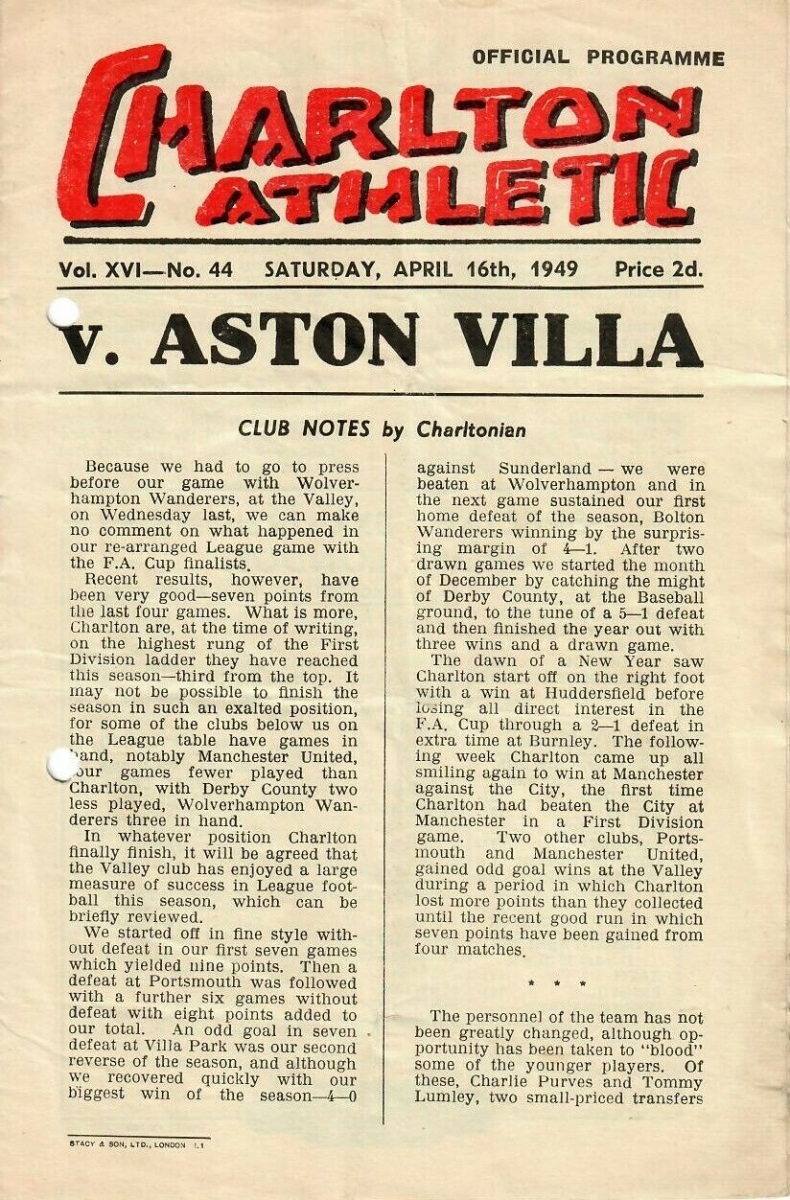 OFFICIAL PROGRAMME
CHARLTON
ATHLETIC
Vol. XVI—No. 44 SATURDAY, APRIL 16th, 1949 Price 2d.
v. ASTON VILLA
CLUB NOTES by Charltonian
Because we had to go to press
before our game with Wolver-
hampton Wanderers, at the Valley,
on Wednesday last, we can make
no comment on what happened in
our re-arranged League game with
the F.A. Cup finalists.
Recent results, however, have
been very good—seven points from
the last four games. What is more,
Charlton are, at the time of writing,
on the highest rung of the First
Division ladder they have reached
this season—third from the top. It
may not be possible to finish the
season in such an exalted position,
for some of the clubs below us on
the League table have games in
hand, notably Manchester United,
four games fewer played than
Charlton, with Derby County two
less played, Wolverhampton Wan-
derers three in hand.
In whatever position Charlton
finally finish, it will be agreed that
the Valley club has enjoyed a large
measure of success in League foot-
ball this season, which can be
briefly reviewed.
We started off in fine style with-
out defeat in our first seven games
which yielded nine points. Then a
defeat at Portsmouth was followed
with a further six games without
defeat with eight points added to
our total. An odd goal in seven
defeat at Villa Park was our second
reverse of the season, and although
we recovered quickly with our
biggest win of the season—4—0
against Sunderland — we were
beaten at Wolverhampton and in
the next game sustained our first
home defeat of the season, Bolton
Wanderers winning by the surpris-
ing margin of 4—1. After two
drawn games we started the month
of December by catching the might
of Derby County, at the Baseball
ground, to the tune of a 5—1 defeat
and then finished the year out with
three wins and a drawn game.
The dawn of a New Year saw
Charlton start off on the right foot
with a win at Huddersfield before
losing all direct interest in the
F.A. Cup through a 2—1 defeat in
extra time at Burnley. The follow-
ing week Charlton came up all
smiling again to win at Manchester
against the City, the first time
Charlton had beaten the City at
Manchester in a First Division
game. Two other clubs, Ports-
mouth and Manchester United,
gained odd goal wins at the Valley
during a period in which Charlton
lost more points than they collected
until the recent good run in which
seven points have been gained from
four matches.
* * *
The personnel of the team has not
been greatly changed, although op-
portunity has been taken to "blood"
some of the younger players. Of
these, Charlie Purves and Tommy
Lumley, two small-priced transfers
STACY & SON, LTD., LONDON